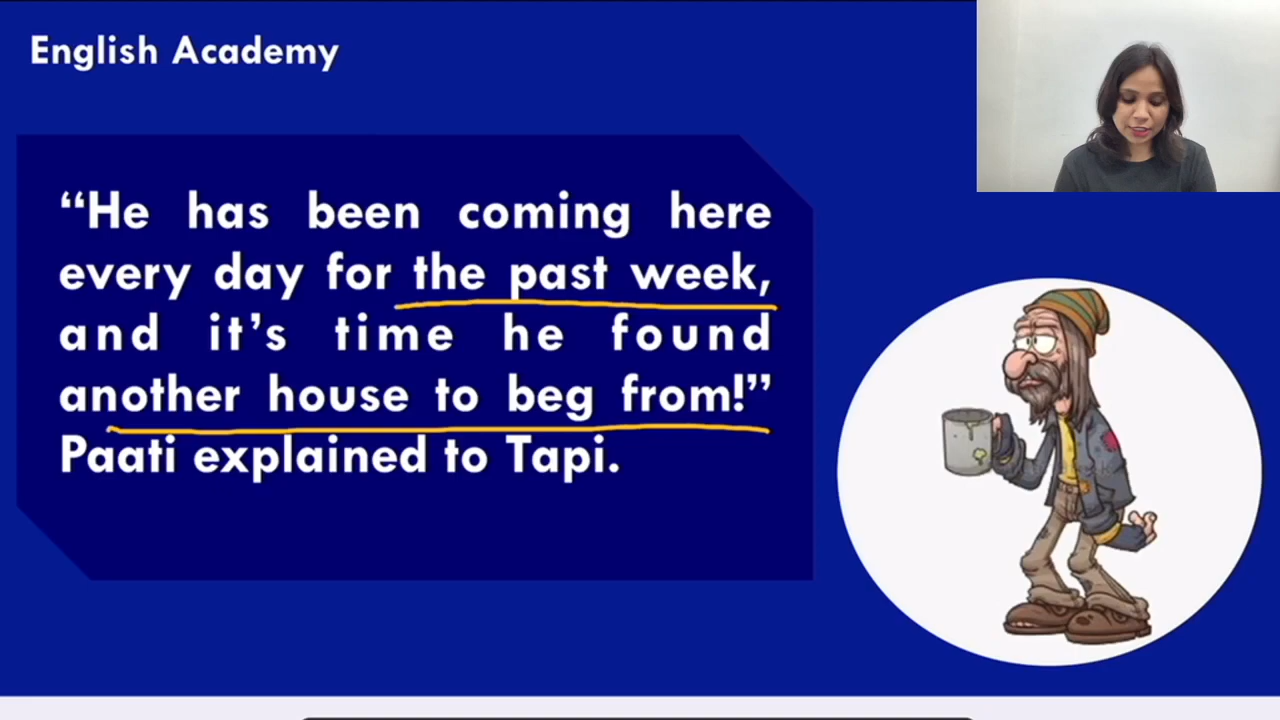 English Academy
“He has been coming here
every day for the past week,
and it’s time he found
another house to beg from!”
Paati explained to Tapi.